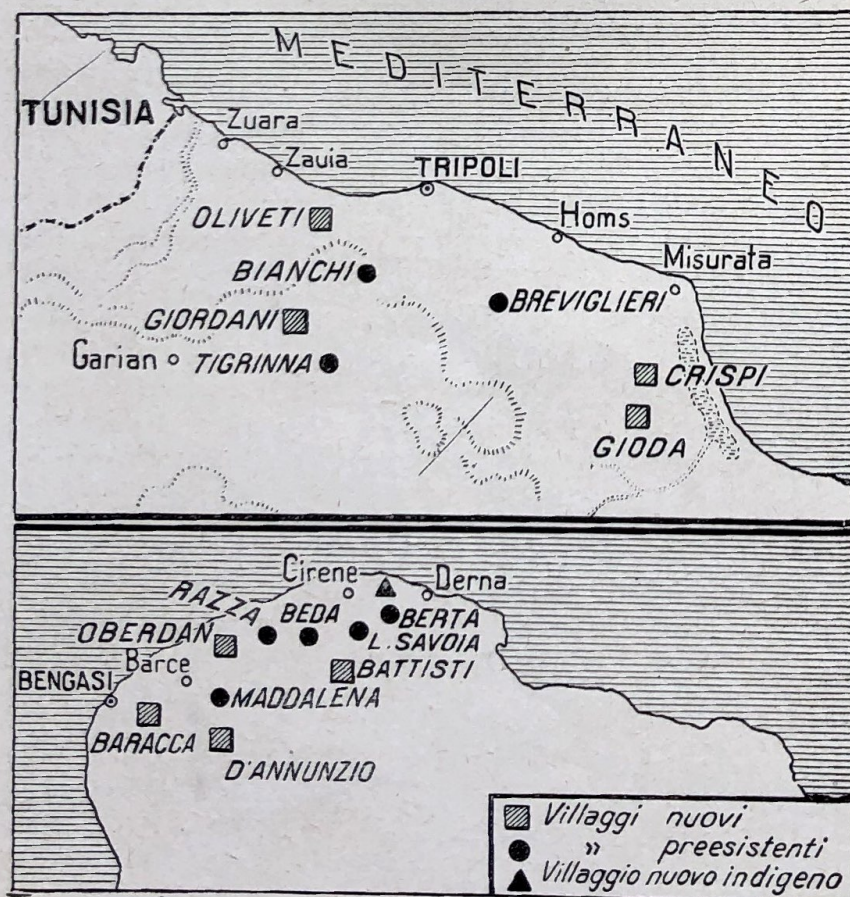 MEDITERRANEO
TUNISIA
Zuara
Zavia
TRIPOLI
OLIVETI
Homs
BIANCHI
Misurata
BREVIGLIERI
GIORDANI
Garian
TIGRINNA
CRISPI
GIODA
Cirene
Derna
RAZZA
BEDA
BERTA
OBERDAN
L. SAVOIA
Barce
BATTISTI
BENGASI
MADDALENA
BARACCA
D'ANNUNZIO
Villaggi nuovi
" preesistenti
Villaggio nuovo indigeno